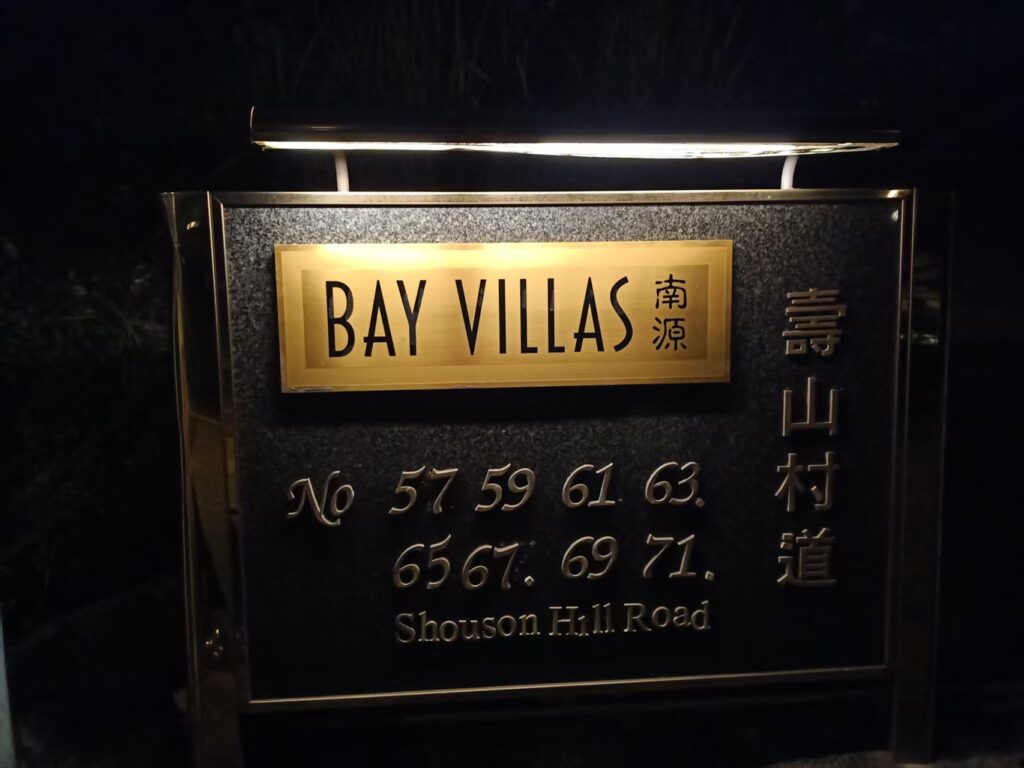 BAY VILLAS 南源
No 57 59 61 63.
65 67. 69 71.
Shouson Hill Road
壽山村道